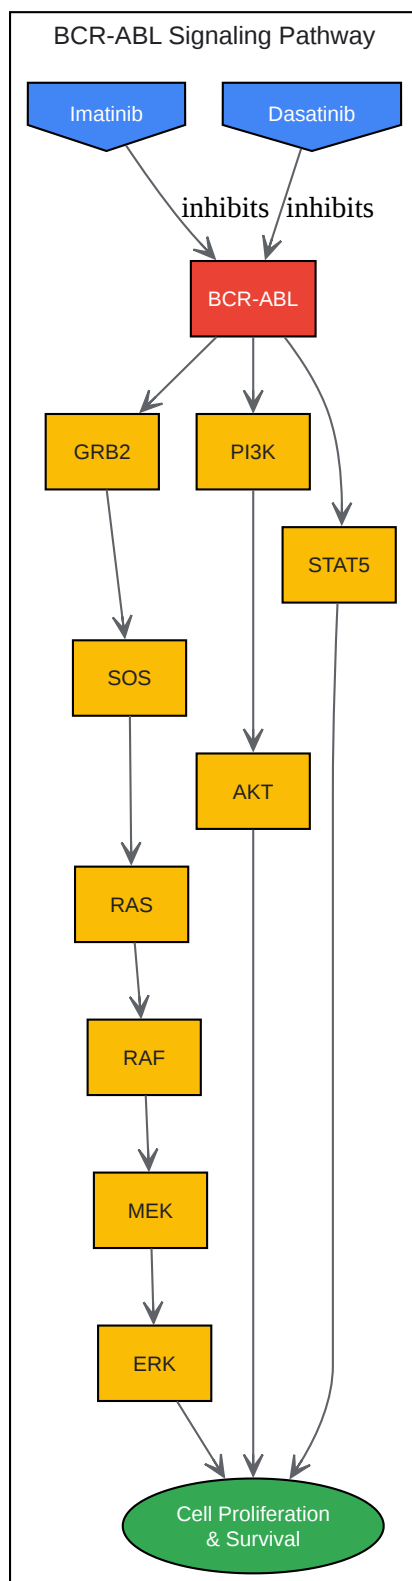 BCR-ABL Signaling Pathway
Imatinib
Dasatinib
inhibits
inhibits
BCR-ABL
GRB2
PI3K
STAT5
SOS
AKT
RAS
RAF
MEK
ERK
Cell Proliferation
& Survival